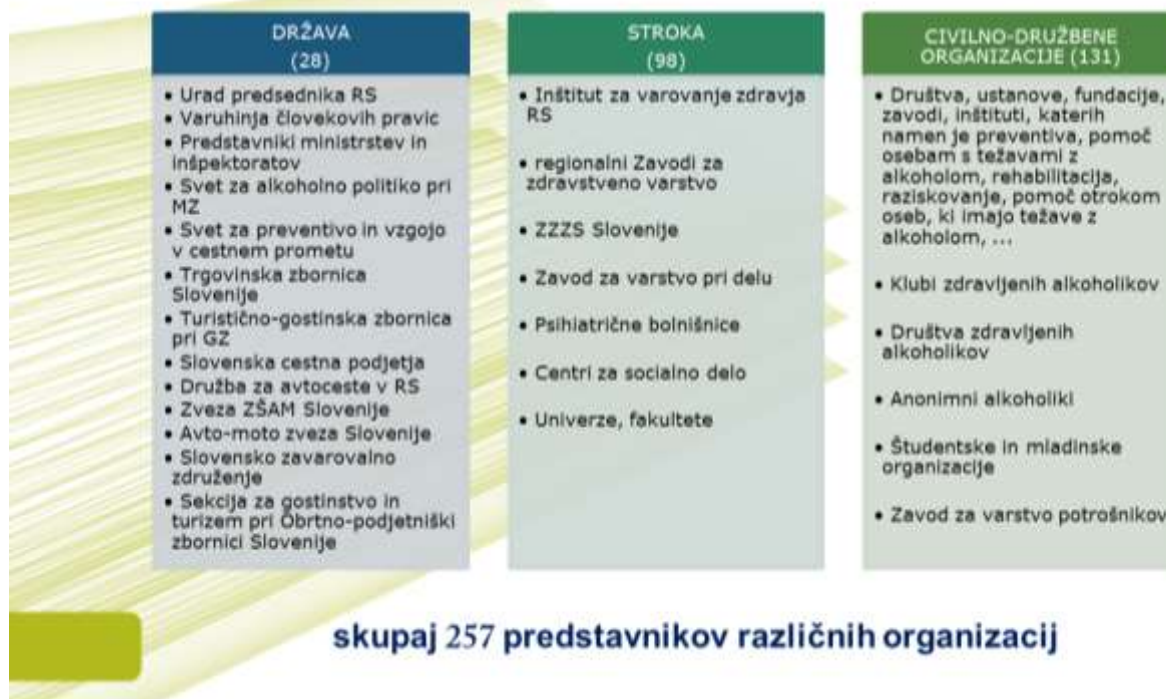 DRŽAVA
(28)
• Urad predsednika RS
• Varuhinja človekovih pravic
• Predstavniki ministrstev in
inšpektoratov
• Svet za alkoholno politiko pri
MZ
• Svet za preventivo in vzgojo
v cestnem prometu
• Trgovinska zbornica
Slovenije
• Turistično-gostinska zbornica
pri GZ
• Slovenska cestna podjetja
• Družba za avtoceste v RS
• Zveza ZŠAM Slovenije
• Avto-moto zveza Slovenije
• Slovensko zavarovalno
združenje
• Sekcija za gostinstvo in
turizem pri Obrtno-podjetniški
zbornici Slovenije
STROKA
(98)
• Inštitut za varovanje zdravja
RS
• regionalni Zavodi za
zdravstveno varstvo
• ZZZS Slovenije
• Zavod za varstvo pri delu
• Psihiatrične bolnišnice
• Centri za socialno delo
• Univerze, fakultete
CIVILNO-DRUŽBENE
ORGANIZACIJE (131)
• Društva, ustanove, fundacije,
zavodi, inštituti, katerih
namen je preventiva, pomoč
osebam s težavami z
alkoholom, rehabilitacija,
raziskovanje, pomoč otrokom
oseb, ki imajo težave z
alkoholom, ...
• Klubi zdravljenih alkoholikov
• Društva zdravljenih
alkoholikov
• Anonimni alkoholiki
• Študentske in mladinske
organizacije
• Zavod za varstvo potrošnikov
skupaj 257 predstavnikov različnih organizacij